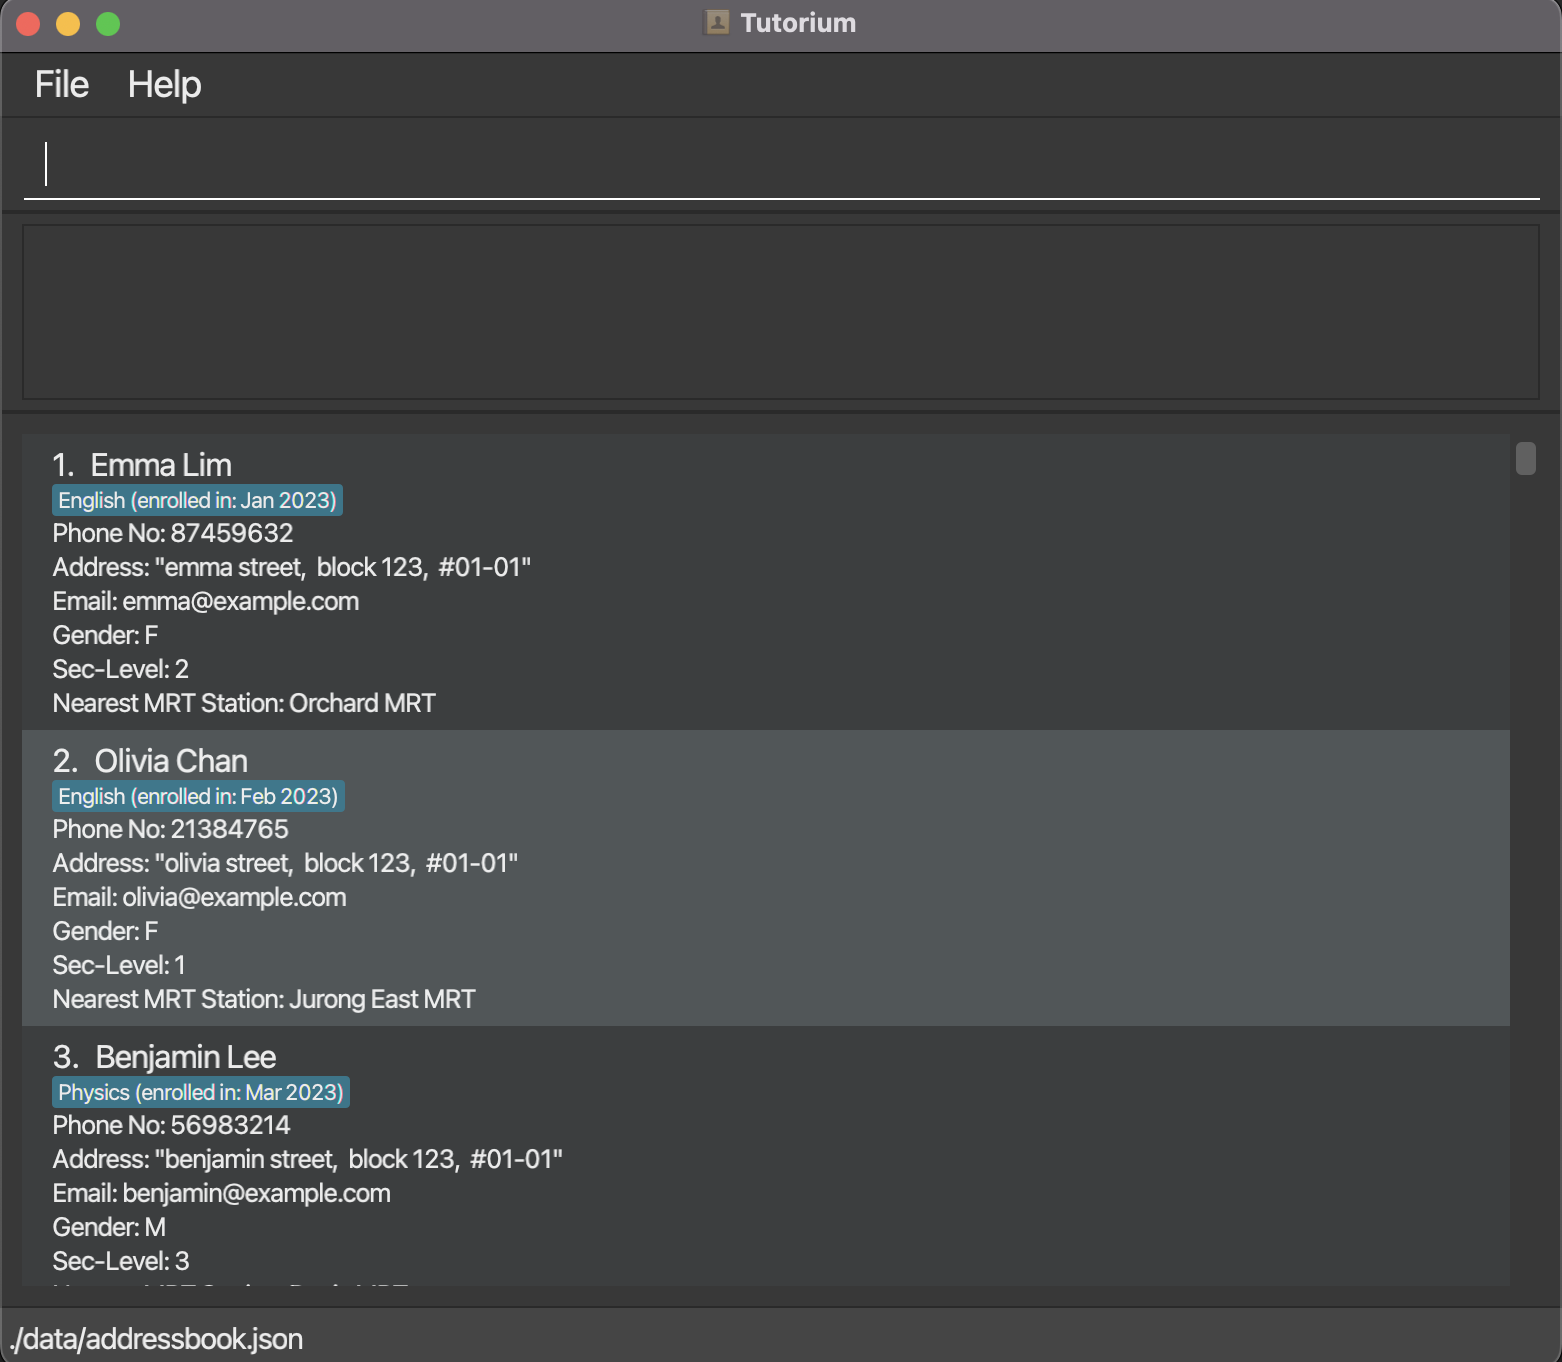 Tutorium
File Help
1. Emma Lim
English (enrolled in: Jan 2023)
Phone No: 87459632
Address: "emma street, block 123, #01-01"
Email: emma@example.com
Gender: F
Sec-Level: 2
Nearest MRT Station: Orchard MRT
2. Olivia Chan
English (enrolled in: Feb 2023)
Phone No: 21384765
Address: "olivia street, block 123, #01-01"
Email: olivia@example.com
Gender: F
Sec-Level: 1
Nearest MRT Station: Jurong East MRT
3. Benjamin Lee
Physics (enrolled in: Mar 2023)
Phone No: 56983214
Address: "benjamin street, block 123, #01-01"
Email: benjamin@example.com
Gender: M
Sec-Level: 3
./data/addressbook.json